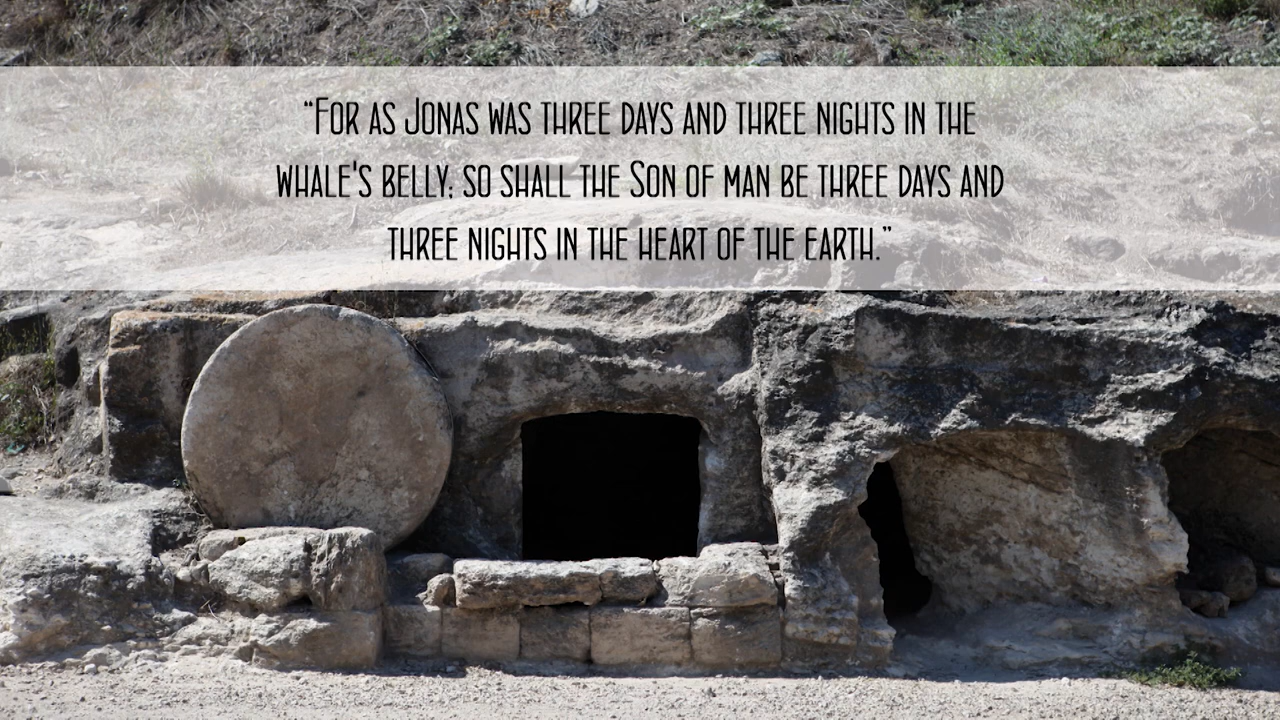 “For as Jonas was three days and three nights in the
whale's belly; so shall the Son of man be three days and
three nights in the heart of the earth.”